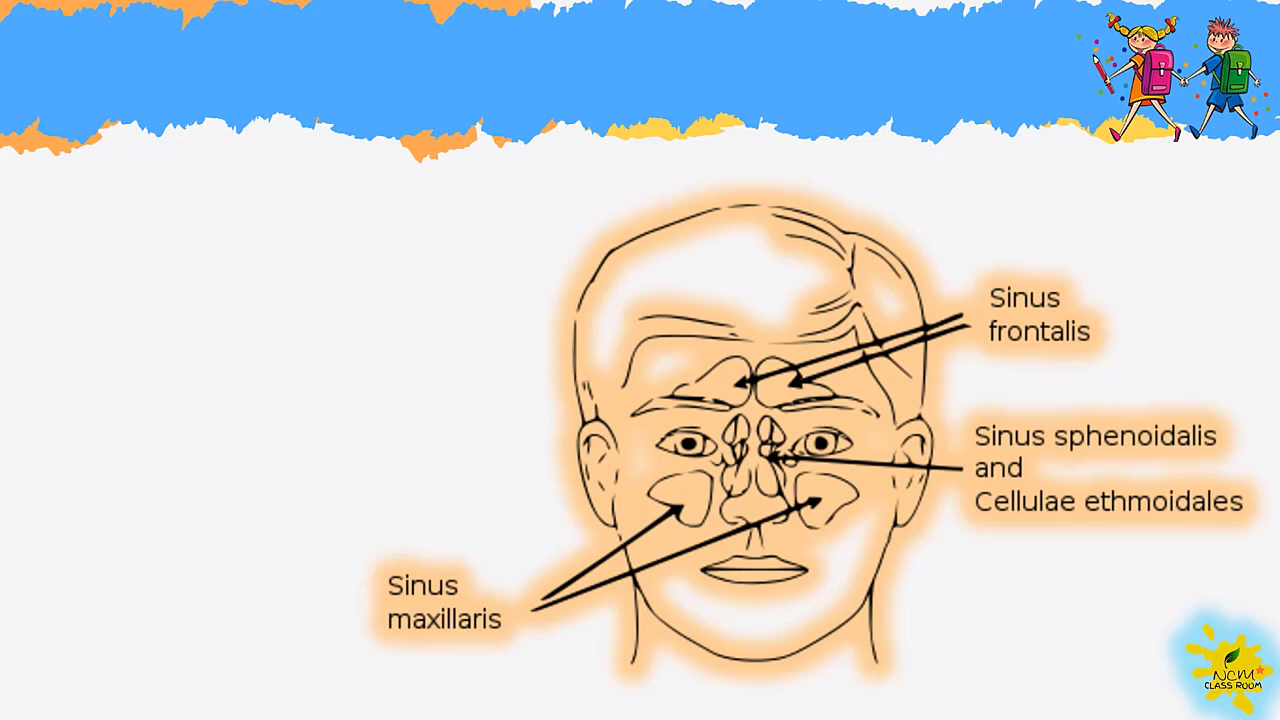 Sinus
frontalis
Sinus sphenoidalis
and
Cellulae ethmoidales
Sinus
maxillaris
NCM
CLASS ROOM